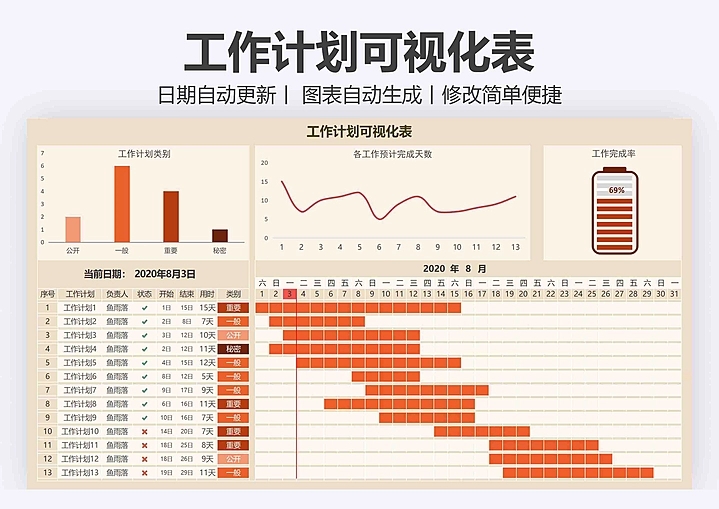 工作计划可视化表
日期自动更新丨 图表自动生成丨修改简单便捷
工作计划可视化表
工作计划类别
7
6
5
4
3
2
1
0
公开 一般 重要 秘密
各工作预计完成天数
20
15
10
5
0
1 2 3 4 5 6 7 8 9 10 11 12 13
工作完成率
69%
当前日期： 2020年8月3日
2020 年 8 月
六 日 一 二 三 四 五 六 日 一 二 三 四 五 六 日 一 二 三 四 五 六 日 一 二 三 四 五 六 日 一
序号 工作计划 负责人 状态 开始 结束 用时 类别 1 2 3 4 5 6 7 8 9 10 11 12 13 14 15 16 17 18 19 20 21 22 23 24 25 26 27 28 29 30 31
1 工作计划1 鱼雨落 ✓ 1日 15日 15天 重要
2 工作计划2 鱼雨落 ✓ 2日 8日 7天 一般
3 工作计划3 鱼雨落 ✓ 3日 12日 10天 公开
4 工作计划4 鱼雨落 ✓ 2日 12日 11天 秘密
5 工作计划5 鱼雨落 ✓ 4日 15日 12天 一般
6 工作计划6 鱼雨落 ✓ 8日 12日 5天 一般
7 工作计划7 鱼雨落 ✓ 9日 17日 9天 一般
8 工作计划8 鱼雨落 ✓ 6日 16日 11天 重要
9 工作计划9 鱼雨落 ✓ 10日 16日 7天 一般
10 工作计划10 鱼雨落 ✗ 14日 20日 7天 重要
11 工作计划11 鱼雨落 ✗ 18日 25日 8天 重要
12 工作计划12 鱼雨落 ✗ 18日 26日 9天 公开
13 工作计划13 鱼雨落 ✗ 19日 29日 11天 一般